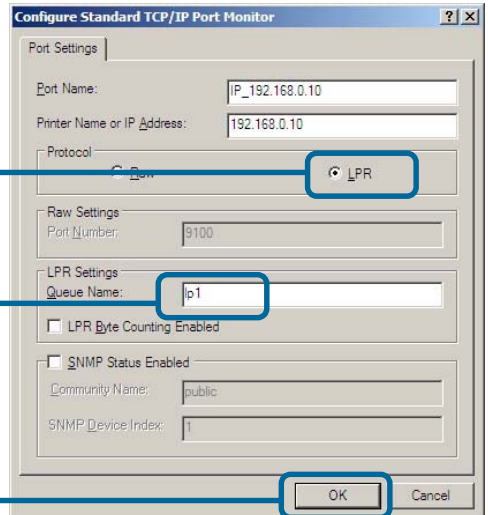 Configure Standard TCP/IP Port Monitor
Port Settings
Port Name: IP_192.168.0.10
Printer Name or IP Address: 192.168.0.10
Protocol
Raw LPR
Raw Settings
Port Number: 9100
LPR Settings
Queue Name: lp1
LPR Byte Counting Enabled
SNMP Status Enabled
Community Name: public
SNMP Device Index: 1
OK Cancel